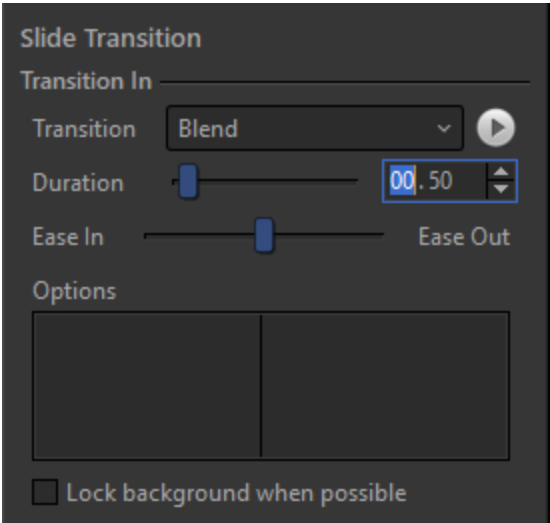 Slide Transition
Transition In
Transition Blend
Duration 00.50
Ease In Ease Out
Options
Lock background when possible